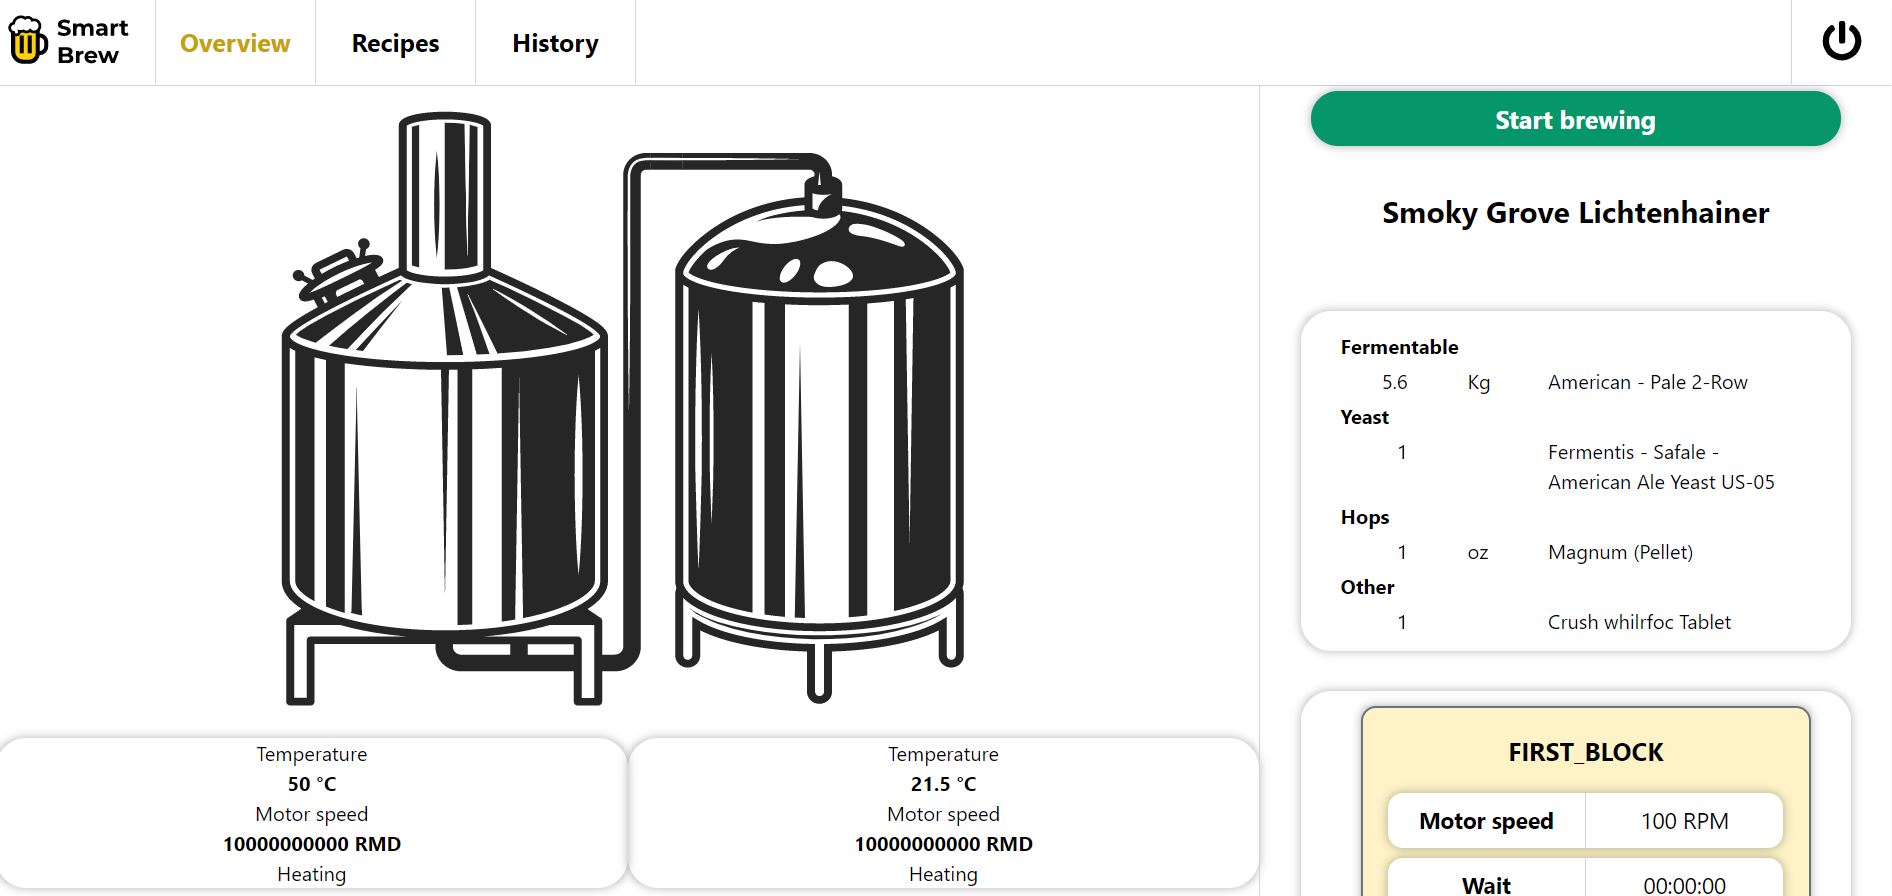 Smart
Brew
Overview
Recipes
History
Start brewing
Smoky Grove Lichtenhainer
Fermentable
5.6 Kg American - Pale 2-Row
Yeast
1 Fermentis - Safale -
American Ale Yeast US-05
Hops
1 oz Magnum (Pellet)
Other
1 Crush whilrfoc Tablet
FIRST_BLOCK
Motor speed 100 RPM
Wait 00:00:00
Temperature
50 °C
Motor speed
10000000000 RMD
Heating
Temperature
21.5 °C
Motor speed
10000000000 RMD
Heating